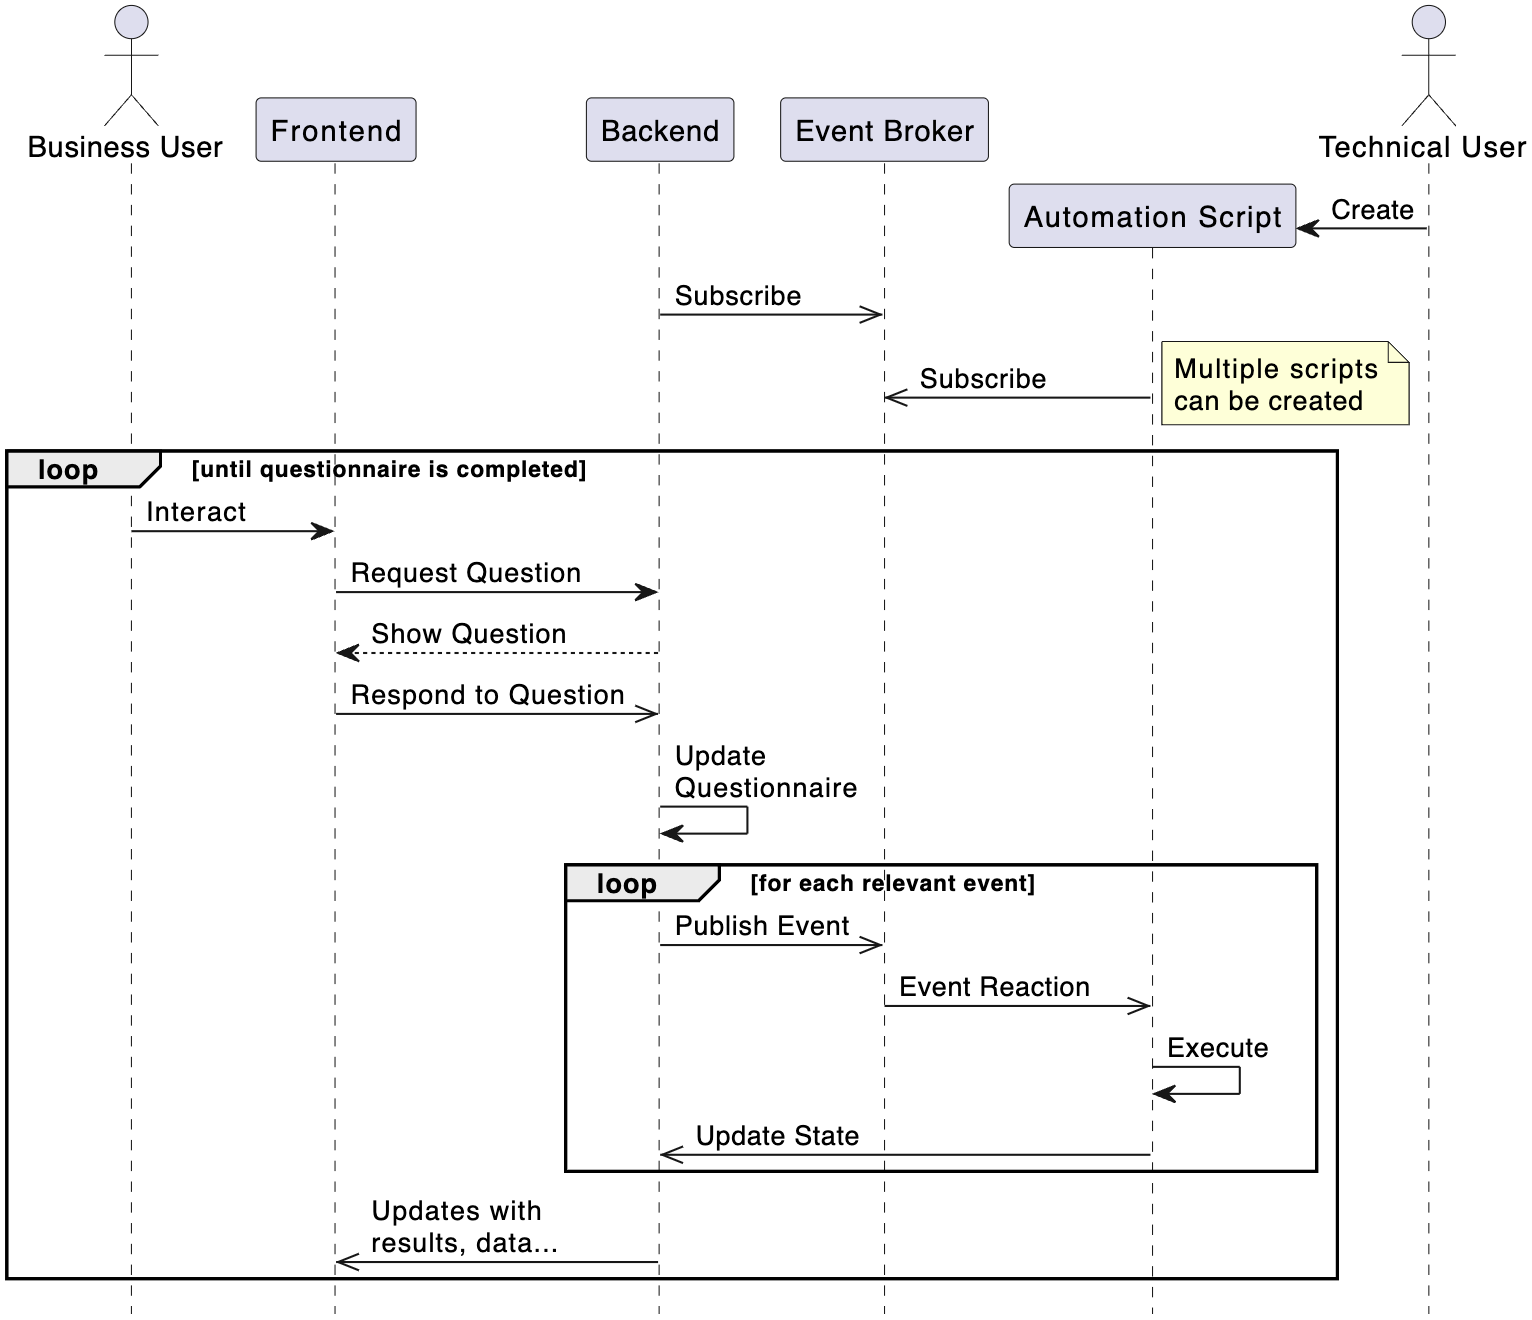 Business User
Frontend
Backend
Event Broker
Technical User
Automation Script
Create
Subscribe
Subscribe
Multiple scripts
can be created
loop
[until questionnaire is completed]
Interact
Request Question
Show Question
Respond to Question
Update
Questionnaire
loop
[for each relevant event]
Publish Event
Event Reaction
Execute
Update State
Updates with
results, data...